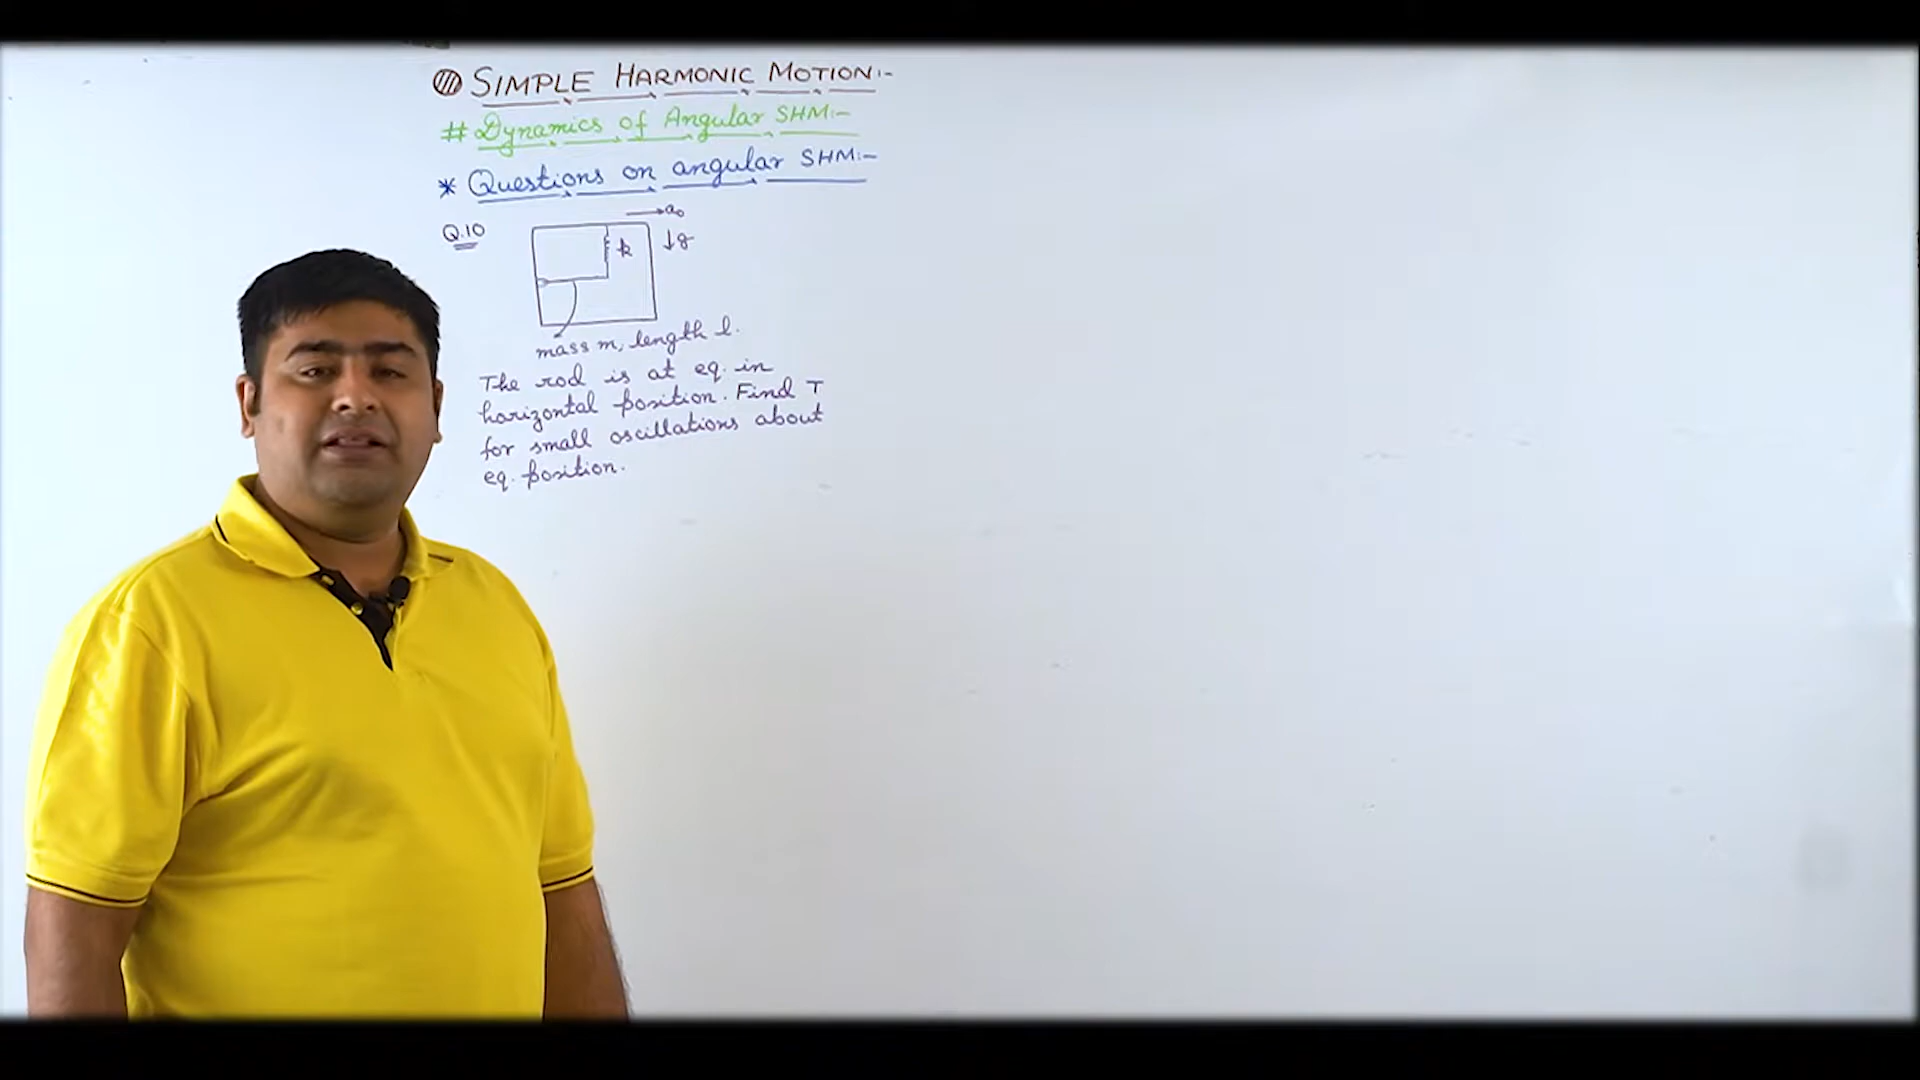 SIMPLE HARMONIC MOTION:-
# Dynamics of Angular SHM:-
* Questions on angular SHM:-
Q.10
a₀
↓g
k
mass m, length l.
The rod is at eq. in
horizontal position. Find T
for small oscillations about
eq. position.